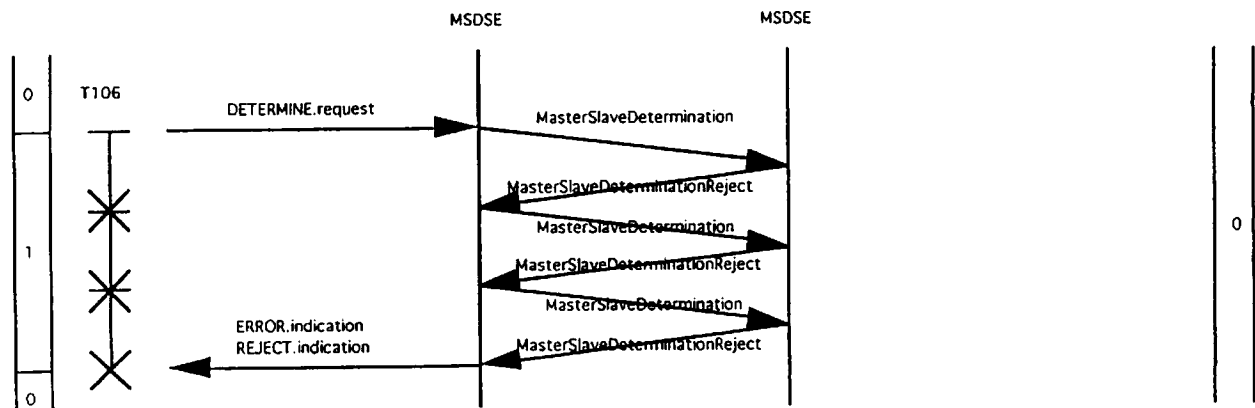 MSDSE
MSDSE
0
T106
DETERMINE.request
MasterSlaveDetermination
MasterSlaveDeterminationReject
MasterSlaveDetermination
0
1
MasterSlaveDeterminationReject
MasterSlaveDetermination
ERROR.indication
REJECT.indication
MasterSlaveDeterminationReject
0